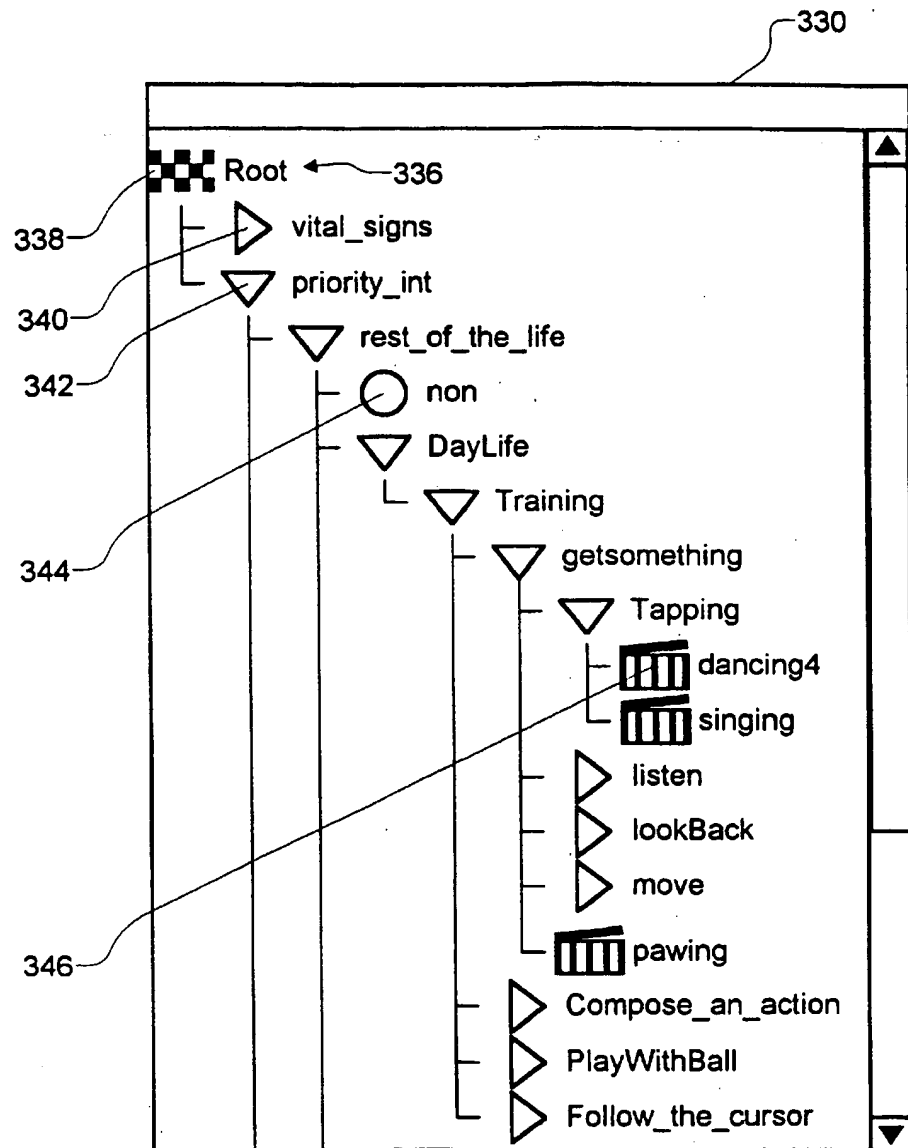 330
Root 336
338 vital_signs
340 priority_int
342 rest_of_the_life
non
DayLife
Training
344 getsomething
Tapping
dancing4
singing
listen
lookBack
move
346 pawing
Compose_an_action
PlayWithBall
Follow_the_cursor